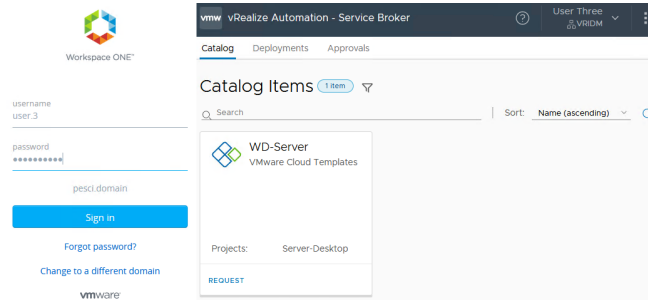 Workspace ONE™
username
user.3
password
••••••••••
pesci.domain
Sign in
Forgot password?
Change to a different domain
vmware
vmw vRealize Automation - Service Broker
User Three
VRIDM
Catalog Deployments Approvals
Catalog Items 1 item
Search
Sort: Name (ascending)
WD-Server
VMware Cloud Templates
Projects: Server-Desktop
REQUEST